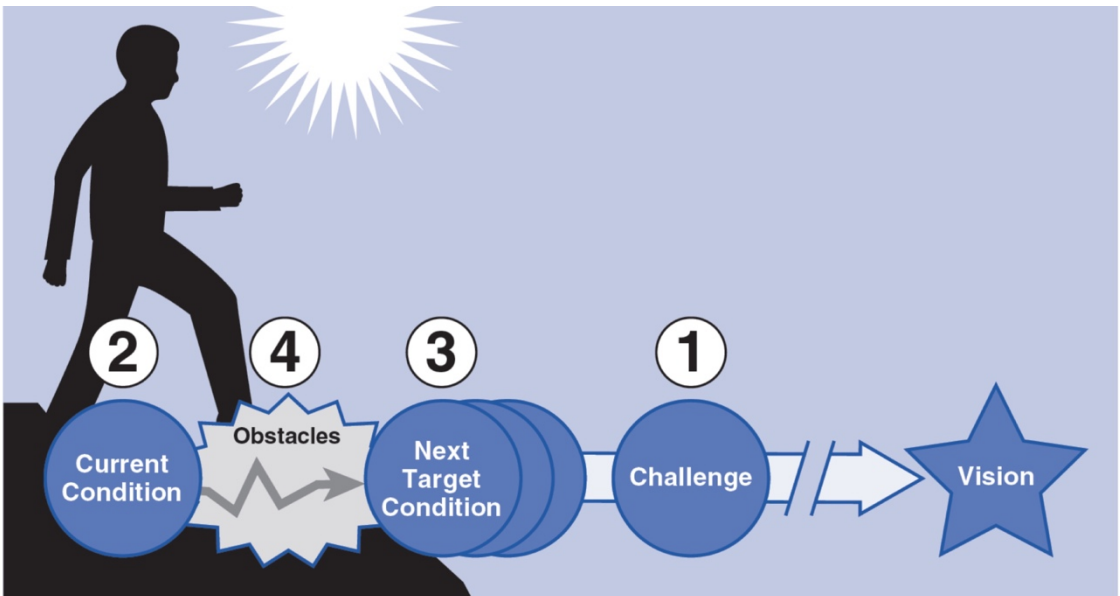 2
4
3
1
Obstacles
Current
Condition
Next
Target
Condition
Challenge
Vision